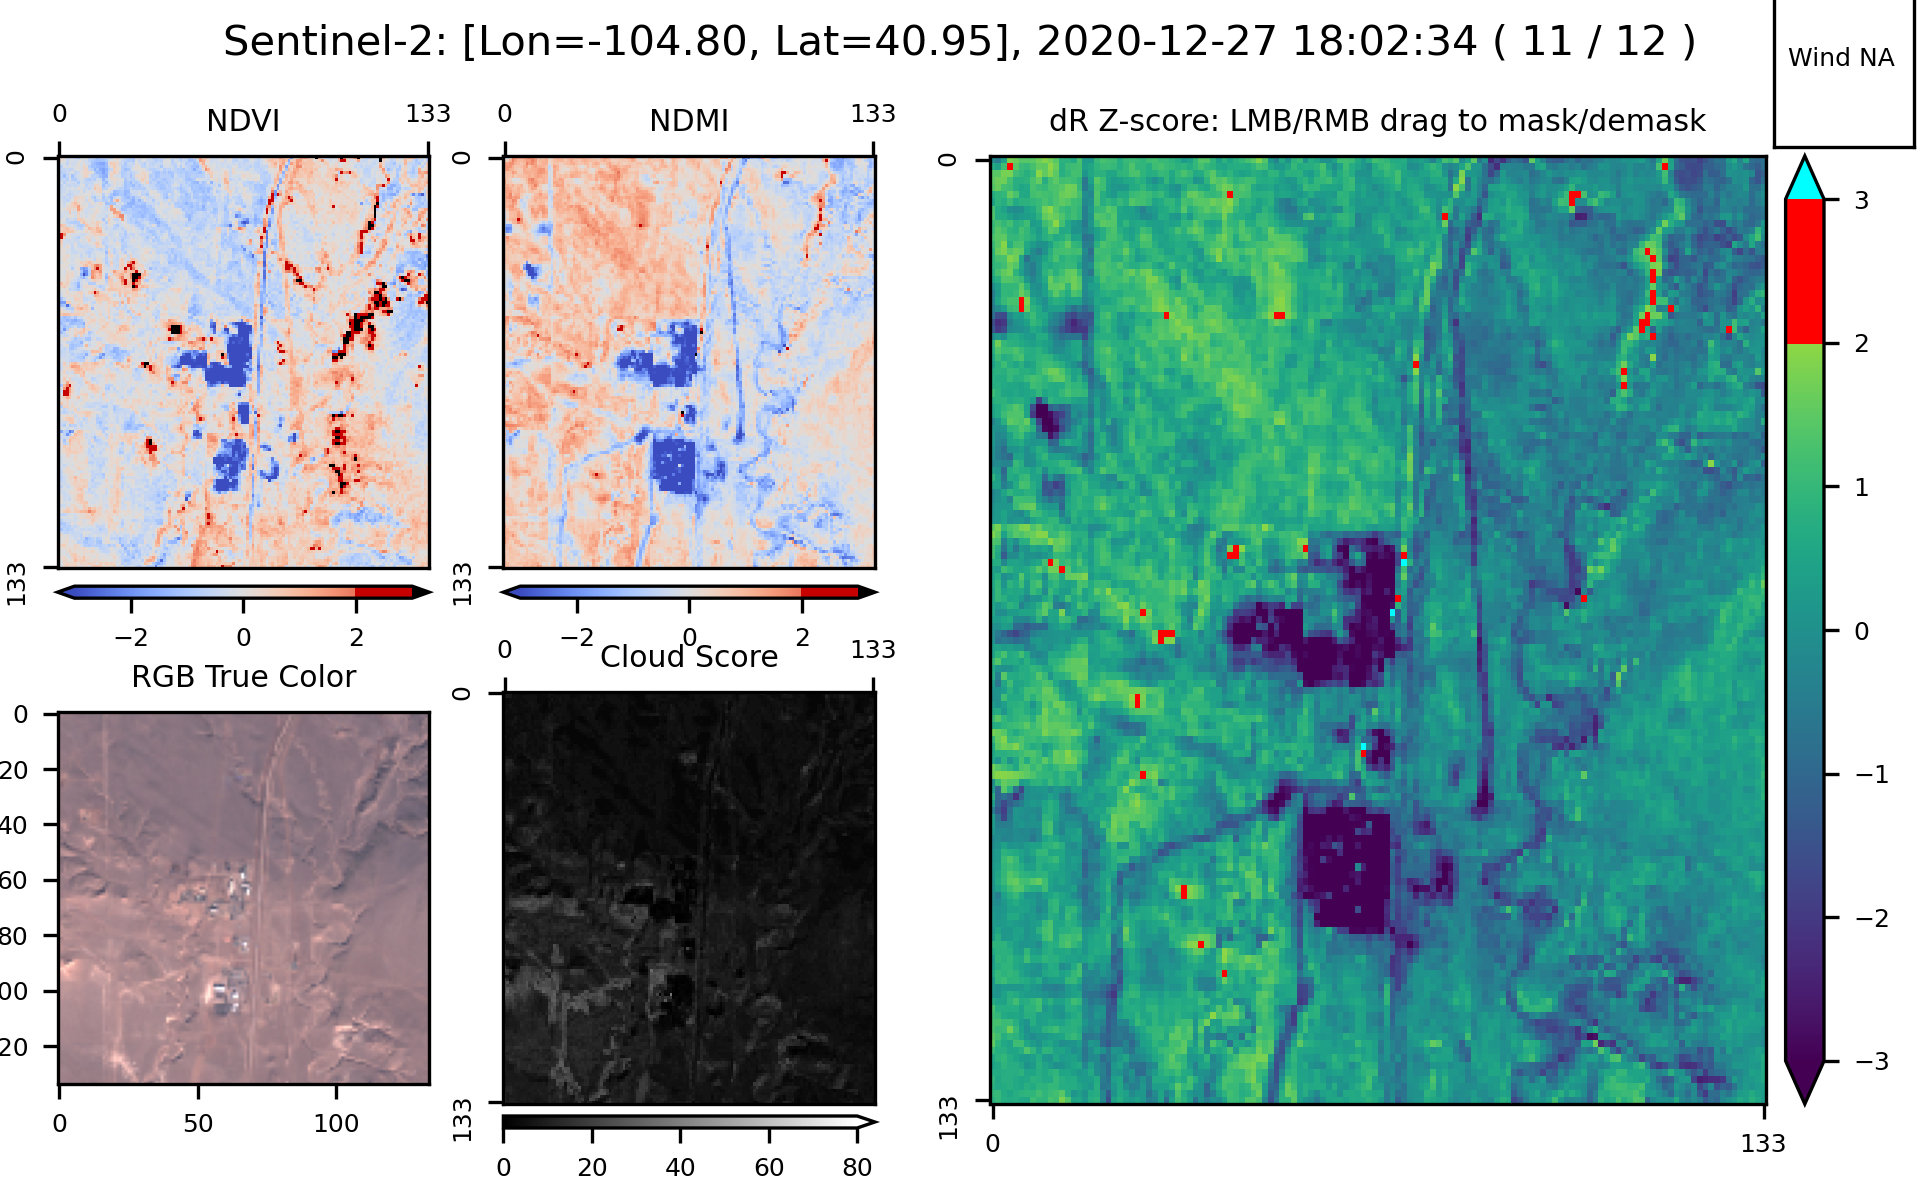 Sentinel-2: [Lon=-104.80, Lat=40.95], 2020-12-27 18:02:34 ( 11 / 12 )
Wind NA
NDVI
0 133
0
133
−2 0 2
NDMI
0 133
0
133
−2 0 2
dR Z-score: LMB/RMB drag to mask/demask
0
133
0 133
3
2
1
0
−1
−2
−3
RGB True Color
0
20
40
60
80
00
20
0 50 100
Cloud Score
0 133
0
133
0 20 40 60 80